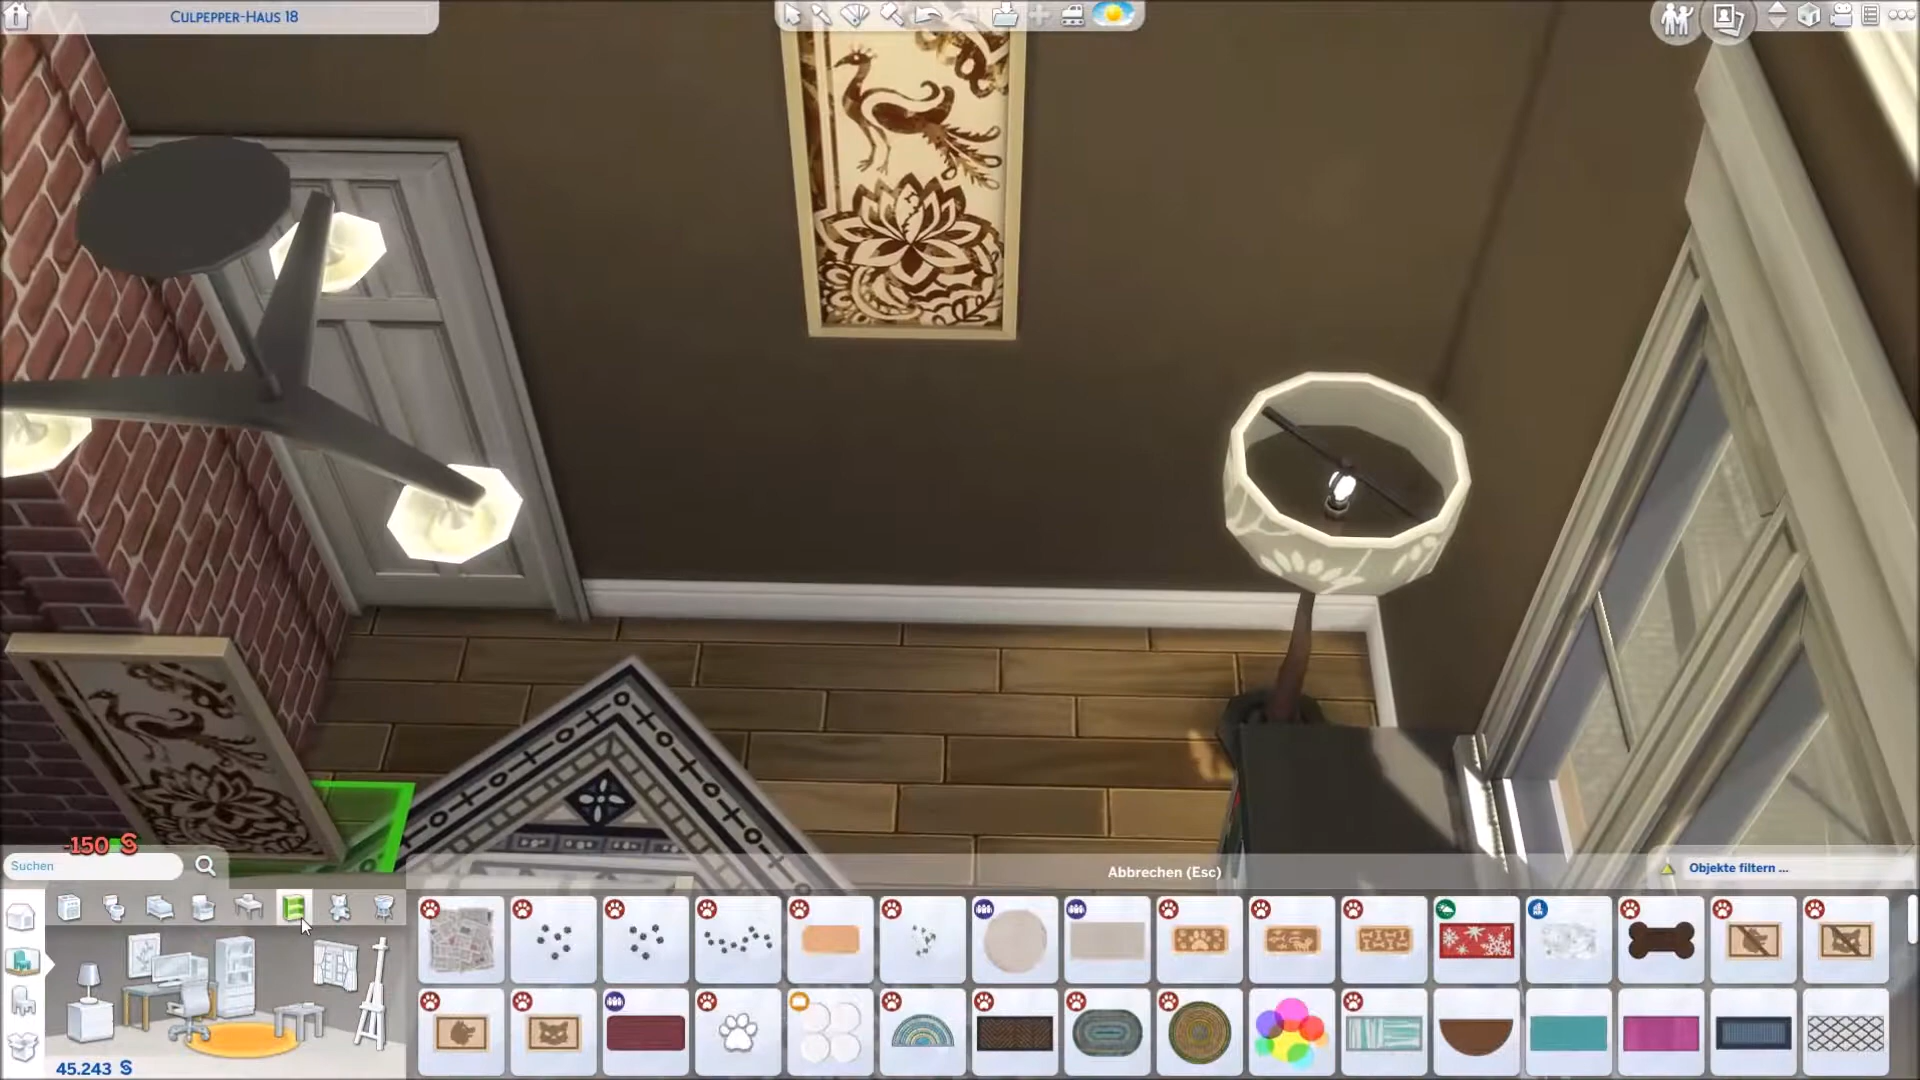 Culpepper-Haus 18
-150 S
Suchen
Abbrechen (Esc)
Objekte filtern ...
45.243 S